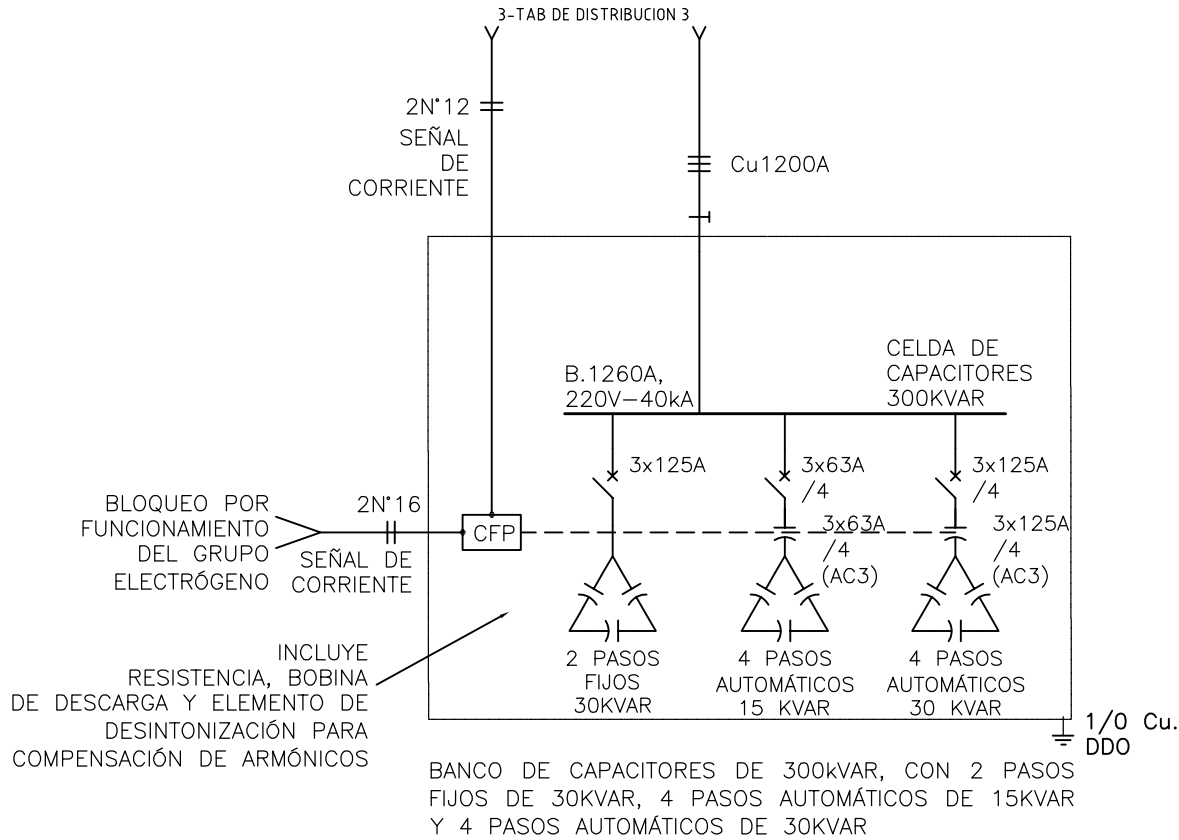 3-TAB DE DISTRIBUCION 3
2N°12
SEÑAL
DE
CORRIENTE
Cu1200A
CELDA DE
CAPACITORES
300KVAR
B.1260A,
220V-40kA
3x125A
3x63A
/4
3x125A
/4
BLOQUEO POR
FUNCIONAMIENTO
DEL GRUPO
ELECTRÓGENO
2N°16
SEÑAL DE
CORRIENTE
CFP
3x63A
/4
(AC3)
3x125A
/4
(AC3)
INCLUYE
RESISTENCIA, BOBINA
DE DESCARGA Y ELEMENTO DE
DESINTONIZACIÓN PARA
COMPENSACIÓN DE ARMÓNICOS
2 PASOS
FIJOS
30KVAR
4 PASOS
AUTOMÁTICOS
15 KVAR
4 PASOS
AUTOMÁTICOS
30 KVAR
1/0 Cu.
DDO
BANCO DE CAPACITORES DE 300kVAR, CON 2 PASOS
FIJOS DE 30KVAR, 4 PASOS AUTOMÁTICOS DE 15KVAR
Y 4 PASOS AUTOMÁTICOS DE 30KVAR